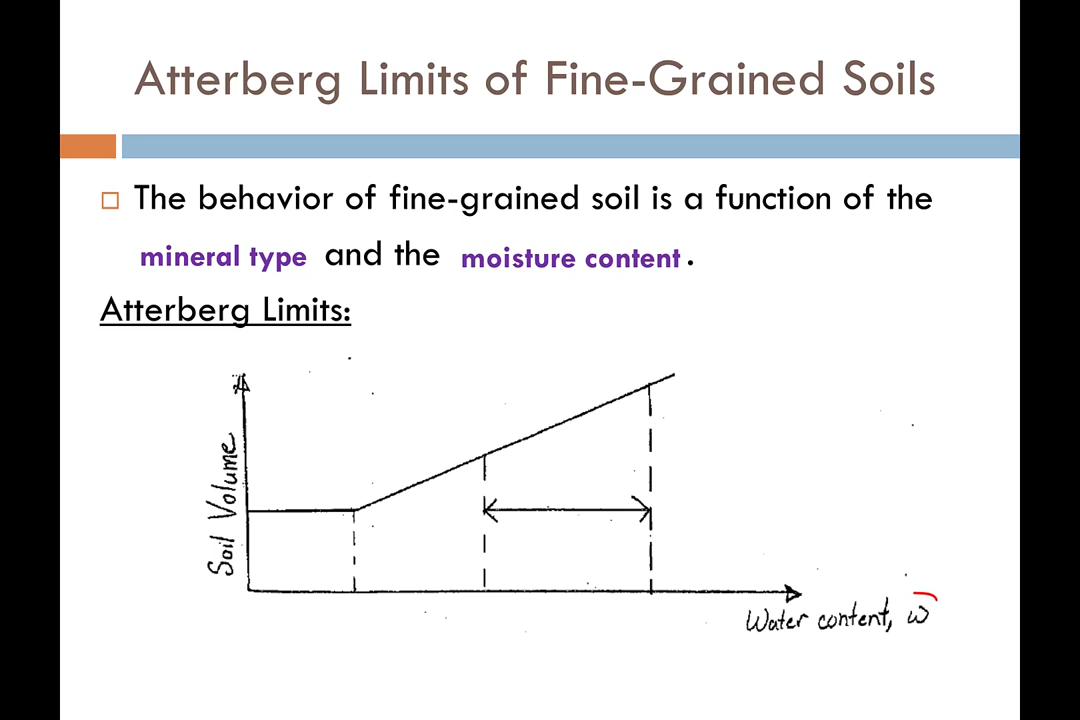 Atterberg Limits of Fine-Grained Soils
The behavior of fine-grained soil is a function of the
mineral type and the moisture content.
Atterberg Limits:
Soil Volume
Water content, w